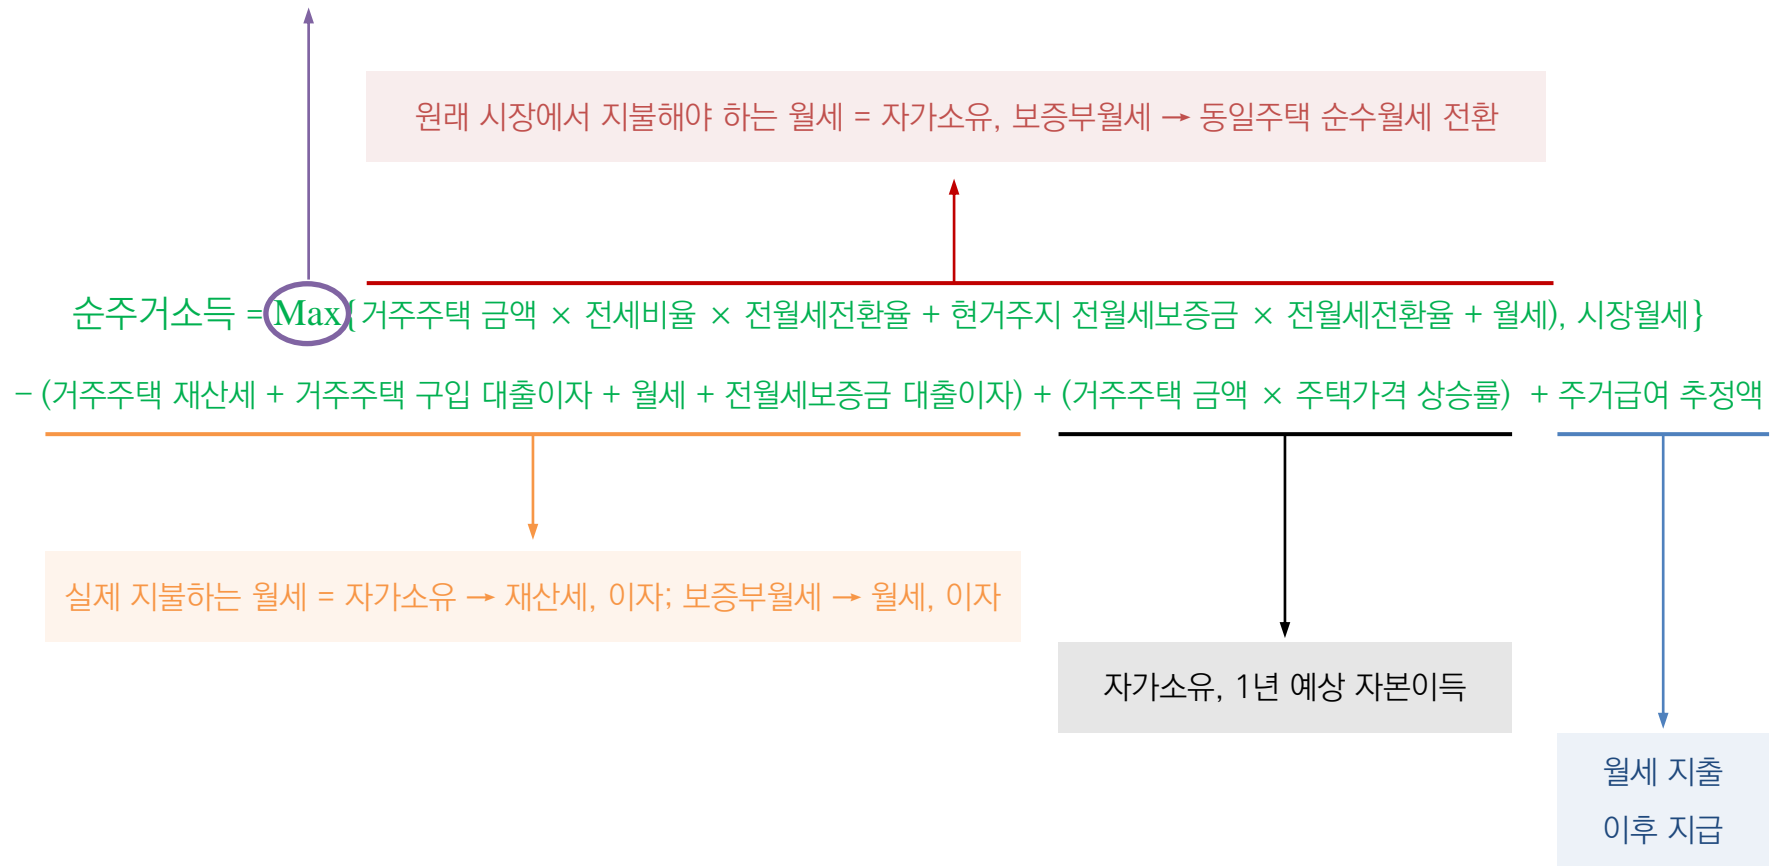 원래 시장에서 지불해야 하는 월세 = 자가소유, 보증부월세 → 동일주택 순수월세 전환
순주거소득 = Max{거주주택 금액 × 전세비율 × 전월세전환율 + 현거주지 전월세보증금 × 전월세전환율 + 월세), 시장월세}
− (거주주택 재산세 + 거주주택 구입 대출이자 + 월세 + 전월세보증금 대출이자) + (거주주택 금액 × 주택가격 상승률) + 주거급여 추정액
실제 지불하는 월세 = 자가소유 → 재산세, 이자; 보증부월세 → 월세, 이자
자가소유, 1년 예상 자본이득
월세 지출
이후 지급